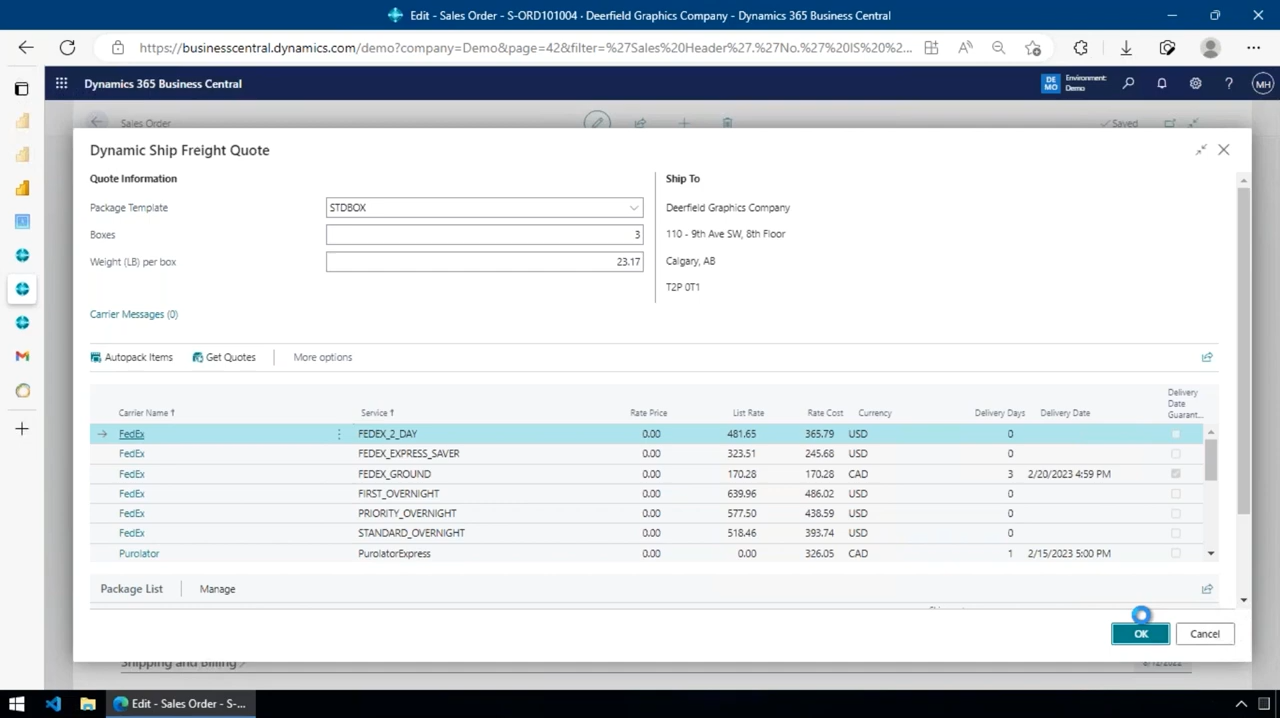 Edit - Sales Order - S-ORD101004 · Deerfield Graphics Company - Dynamics 365 Business Central
https://businesscentral.dynamics.com/demo?company=Demo&page=42&filter=%27Sales%20Header%27.%27No.%27%20IS%20%2...
Dynamics 365 Business Central
DE MO
Environment:
Demo
MH
Sales Order
Saved
Dynamic Ship Freight Quote
Quote Information
Package Template STDBOX
Boxes 3
Weight (LB) per box 23.17
Ship To
Deerfield Graphics Company
110 - 9th Ave SW, 8th Floor
Calgary, AB
T2P 0T1
Carrier Messages (0)
Autopack Items Get Quotes More options
Carrier Name ↑ Service ↑ Rate Price List Rate Rate Cost Currency Delivery Days Delivery Date Delivery Date Guarant...
FedEx FEDEX_2_DAY 0.00 481.65 365.79 USD 0
FedEx FEDEX_EXPRESS_SAVER 0.00 323.51 245.68 USD 0
FedEx FEDEX_GROUND 0.00 170.28 170.28 CAD 3 2/20/2023 4:59 PM
FedEx FIRST_OVERNIGHT 0.00 639.96 486.02 USD 0
FedEx PRIORITY_OVERNIGHT 0.00 577.50 438.59 USD 0
FedEx STANDARD_OVERNIGHT 0.00 518.46 393.74 USD 0
Purolator PurolatorExpress 0.00 0.00 326.05 CAD 1 2/15/2023 5:00 PM
Package List Manage
OK Cancel
Shipping and Billing
Edit - Sales Order - S-...